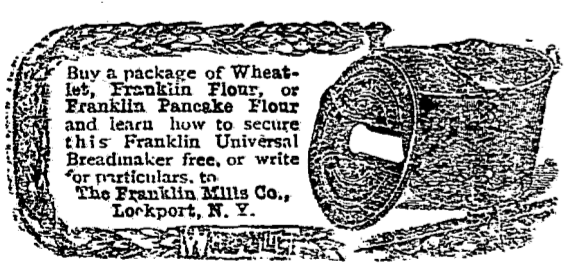 Buy a package of Wheat-
let, Franklin Flour, or
Franklin Pancake Flour
and learn how to secure
this Franklin Universal
Breadmaker free, or write
for particulars, to
The Franklin Mills Co.,
Lockport, N. Y.